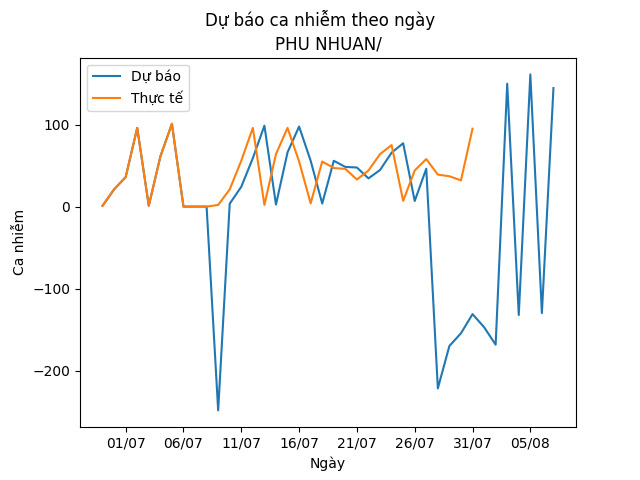 Dự báo ca nhiễm theo ngày
PHU NHUAN/
Dự báo
Thực tế
Ca nhiễm
100
0
−100
−200
01/07 06/07 11/07 16/07 21/07 26/07 31/07 05/08
Ngày